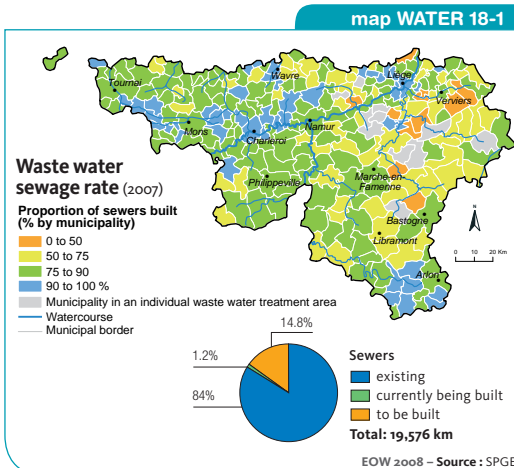 map WATER 18-1
Wavre
Liège
Tournai
Verviers
Mons
Namur
Charleroi
Waste water
sewage rate (2007)
Philippeville
Marche-en-
Famenne
Proportion of sewers built
(% by municipality)
Bastogne
N
0 to 50
50 to 75
75 to 90
90 to 100 %
Libramont
0 10 20 Km
Arlon
Municipality in an individual waste water treatment area
Watercourse
Municipal border
14.8%
1.2%
84%
Sewers
existing
currently being built
to be built
Total: 19,576 km
EOW 2008 – Source : SPGE